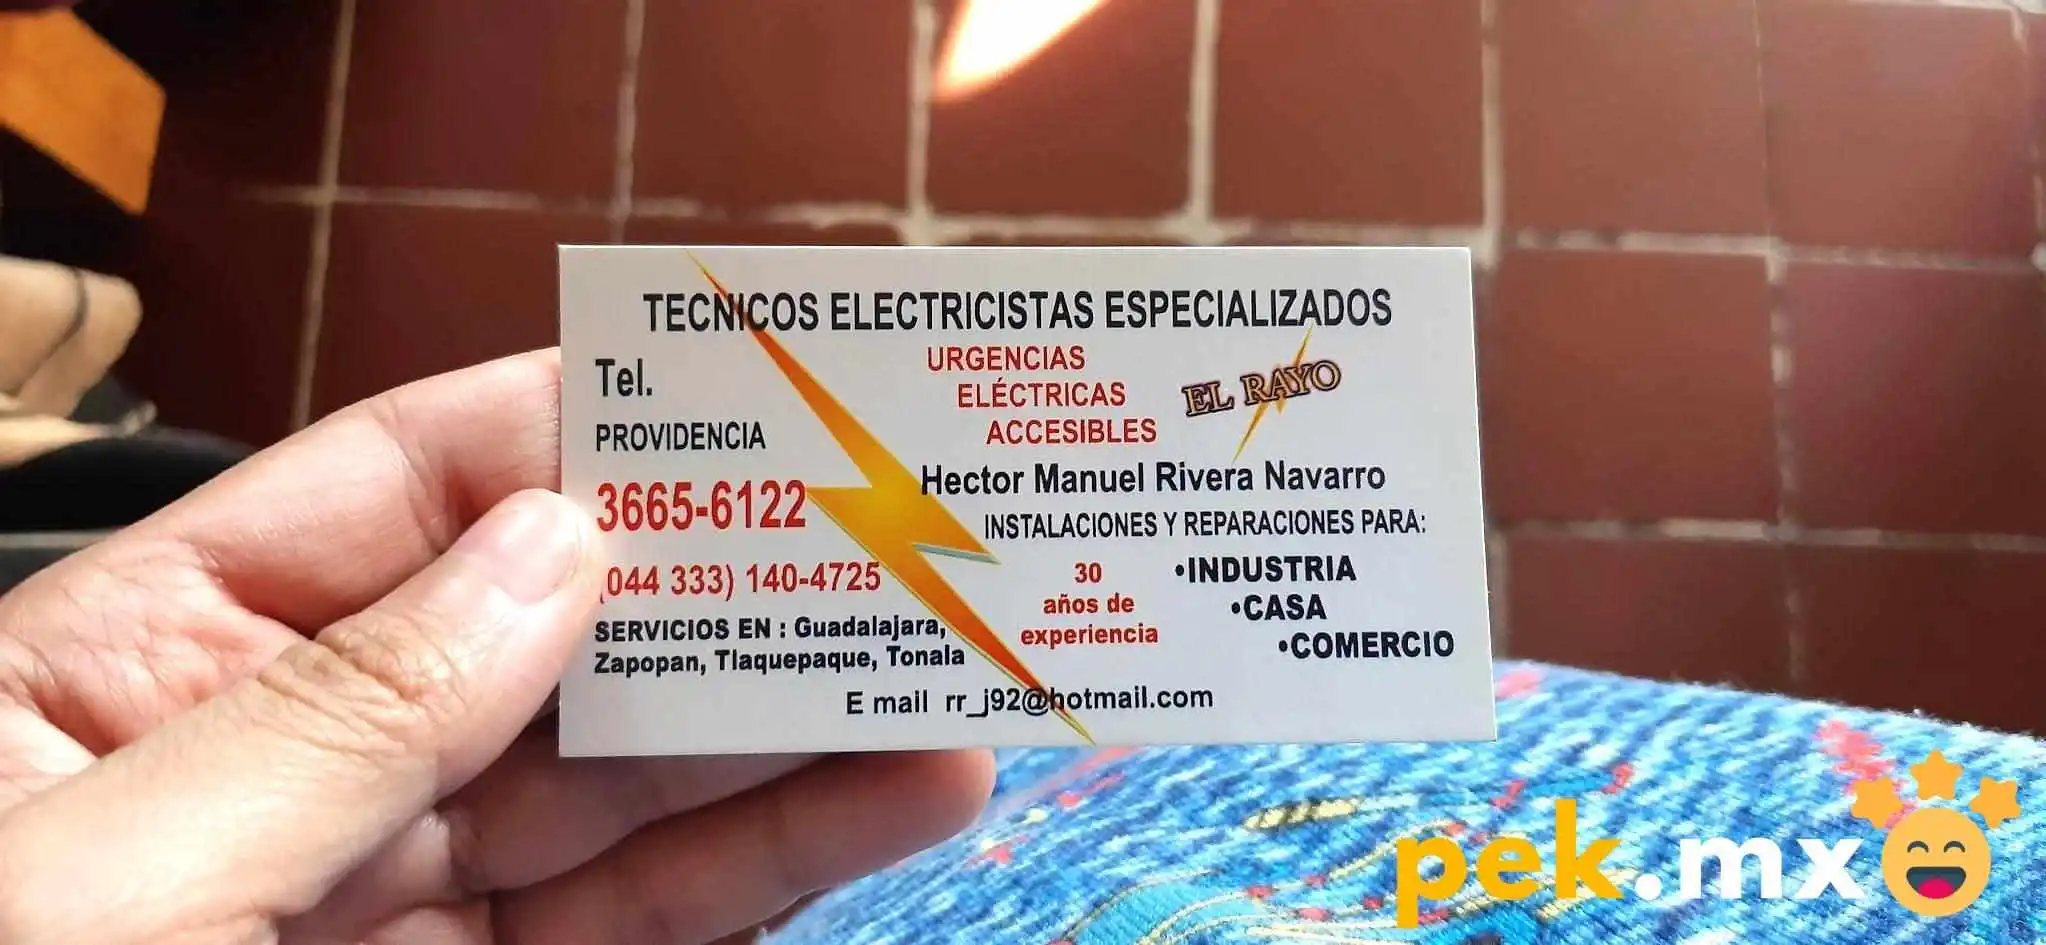 TECNICOS ELECTRICISTAS ESPECIALIZADOS
Tel.
PROVIDENCIA
3665-6122
(044 333) 140-4725
SERVICIOS EN : Guadalajara,
Zapopan, Tlaquepaque, Tonala
URGENCIAS
ELÉCTRICAS
ACCESIBLES
EL RAYO
Hector Manuel Rivera Navarro
INSTALACIONES Y REPARACIONES PARA:
30
años de
experiencia
•INDUSTRIA
•CASA
•COMERCIO
E mail rr_j92@hotmail.com
pek.mx